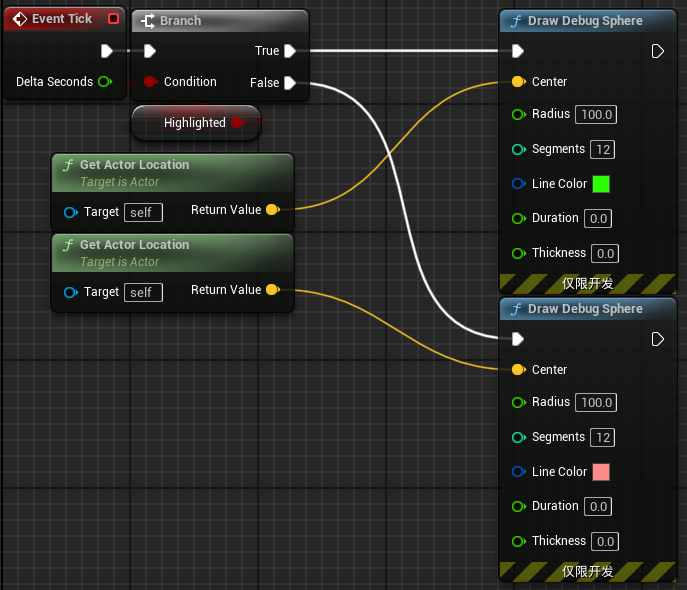 Event Tick
Delta Seconds
Branch
True
Condition
False
Highlighted
Get Actor Location
Target is Actor
Target self
Return Value
Get Actor Location
Target is Actor
Target self
Return Value
Draw Debug Sphere
Center
Radius 100.0
Segments 12
Line Color
Duration 0.0
Thickness 0.0
仅限开发
Draw Debug Sphere
Center
Radius 100.0
Segments 12
Line Color
Duration 0.0
Thickness 0.0
仅限开发